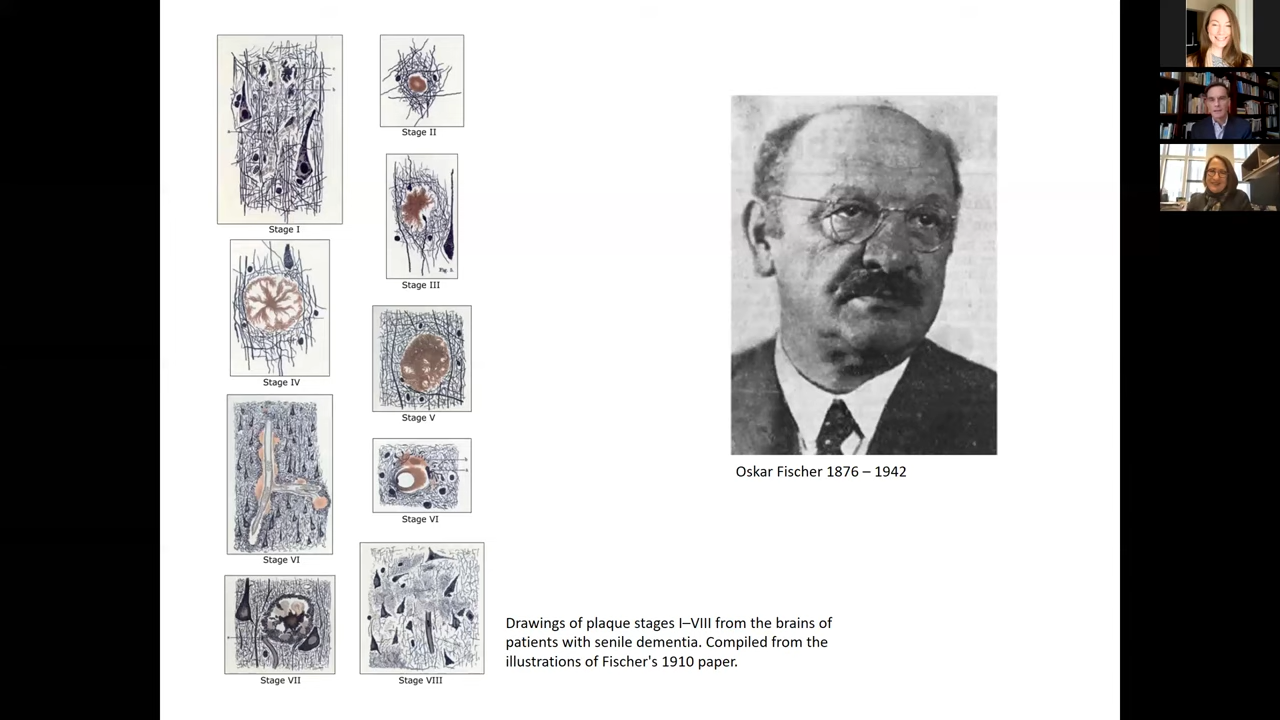 Stage I
Stage II
Fig. 3.
Stage III
Stage IV
Stage V
Stage VI
Stage VI
Stage VII
Stage VIII
Oskar Fischer 1876 – 1942
Drawings of plaque stages I–VIII from the brains of
patients with senile dementia. Compiled from the
illustrations of Fischer's 1910 paper.